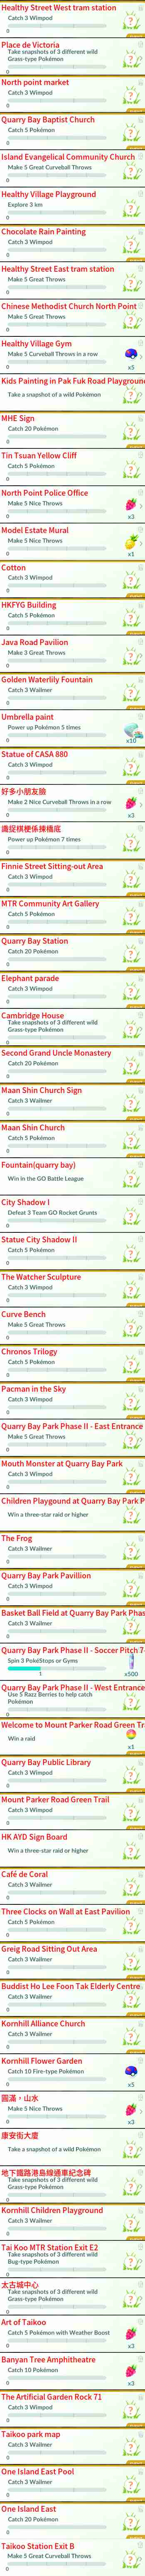 Healthy Street West tram station
Catch 3 Wimpod
0
Place de Victoria
Take snapshots of 3 different wild
Grass-type Pokémon
0
North point market
Catch 3 Wimpod
0
Quarry Bay Baptist Church
Catch 5 Pokémon
0
Island Evangelical Community Church
Make 5 Great Curveball Throws
0
Healthy Village Playground
Explore 3 km
0
Chocolate Rain Painting
Catch 3 Wimpod
0
Healthy Street East tram station
Make 5 Great Throws
0
Chinese Methodist Church North Point
Make 5 Great Throws
0
Healthy Village Gym
Make 5 Curveball Throws in a row
0
x5
Kids Painting in Pak Fuk Road Playground
Take a snapshot of a wild Pokémon
MHE Sign
Catch 20 Pokémon
0
Tin Tsuan Yellow Cliff
Catch 5 Pokémon
0
North Point Police Office
Make 5 Nice Throws
0
x3
Model Estate Mural
Make 5 Nice Throws
0
x1
Cotton
Catch 3 Wimpod
0
HKFYG Building
Catch 5 Pokémon
0
Java Road Pavilion
Make 3 Great Throws
0
Golden Waterlily Fountain
Catch 3 Wailmer
0
Umbrella paint
Power up Pokémon 5 times
0
x10
Statue of CASA 880
Catch 3 Wimpod
0
好多小朋友臉
Make 2 Nice Curveball Throws in a row
0
x3
識捉棋梗係揀橋底
Power up Pokémon 7 times
0
Finnie Street Sitting-out Area
Catch 3 Wimpod
0
MTR Community Art Gallery
Catch 5 Pokémon
0
Quarry Bay Station
Catch 20 Pokémon
0
Elephant parade
Catch 3 Wimpod
0
Cambridge House
Take snapshots of 3 different wild
Grass-type Pokémon
0
Second Grand Uncle Monastery
Catch 20 Pokémon
0
Maan Shin Church Sign
Catch 3 Wailmer
0
Maan Shin Church
Catch 5 Pokémon
0
Fountain(quarry bay)
Win in the GO Battle League
City Shadow I
Defeat 3 Team GO Rocket Grunts
0
Statue City Shadow II
Catch 5 Pokémon
0
The Watcher Sculpture
Catch 3 Wimpod
0
Curve Bench
Make 5 Great Throws
0
Chronos Trilogy
Catch 5 Pokémon
0
Pacman in the Sky
Catch 3 Wimpod
0
Quarry Bay Park Phase II - East Entrance
Make 5 Great Throws
0
Mouth Monster at Quarry Bay Park
Catch 3 Wimpod
0
Children Playgound at Quarry Bay Park P
Win a three-star raid or higher
The Frog
Catch 3 Wailmer
0
Quarry Bay Park Pavillion
Catch 3 Wimpod
0
Basket Ball Field at Quarry Bay Park Phas
Catch 3 Wailmer
0
Quarry Bay Park Phase II - Soccer Pitch 7-
Spin 3 PokéStops or Gyms
1
x500
Quarry Bay Park Phase II - West Entrance
Use 5 Razz Berries to help catch
Pokémon
0
Welcome to Mount Parker Road Green Tr
Win a raid
x1
Quarry Bay Public Library
Catch 3 Wimpod
0
Mount Parker Road Green Trail
Catch 3 Wimpod
0
HK AYD Sign Board
Win a three-star raid or higher
Café de Coral
Catch 3 Wailmer
0
Three Clocks on Wall at East Pavilion
Catch 5 Pokémon
0
Greig Road Sitting Out Area
Catch 3 Wailmer
0
Buddist Ho Lee Foon Tak Elderly Centre
Catch 3 Wailmer
0
Kornhill Alliance Church
Catch 3 Wailmer
0
Kornhill Flower Garden
Catch 10 Fire-type Pokémon
0
x5
圓滿・山水
Make 5 Nice Throws
0
x3
康安街大廈
Take a snapshot of a wild Pokémon
地下鐵路港島線通車紀念碑
Take snapshots of 3 different wild
Grass-type Pokémon
0
Kornhill Children Playground
Catch 3 Wailmer
0
Tai Koo MTR Station Exit E2
Take snapshots of 3 different wild
Bug-type Pokémon
0
太古城中心
Take snapshots of 3 different wild
Grass-type Pokémon
0
Art of Taikoo
Catch 5 Pokémon with Weather Boost
0
x3
Banyan Tree Amphitheatre
Catch 10 Pokémon
0
x3
The Artificial Garden Rock 71
Catch 3 Wimpod
0
Taikoo park map
Catch 3 Wailmer
0
One Island East Pool
Catch 3 Wailmer
0
One Island East
Catch 20 Pokémon
0
Taikoo Station Exit B
Make 5 Great Curveball Throws
0